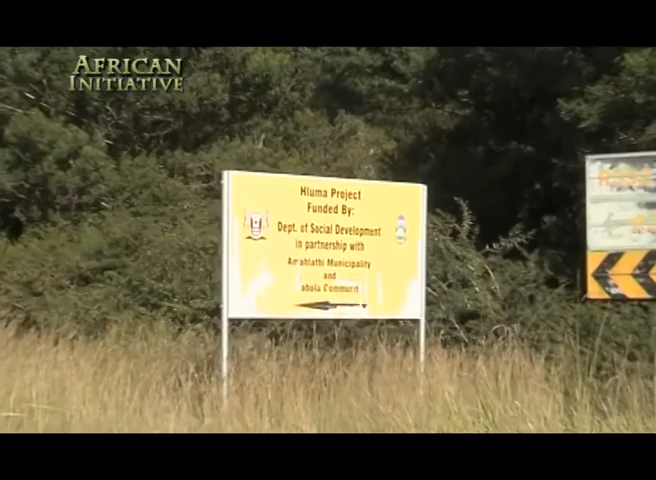 AFRICAN
INITIATIVE
Hluma Project
Funded By:
Dept. of Social Development
in partnership with
Amahlathi Municipality
and